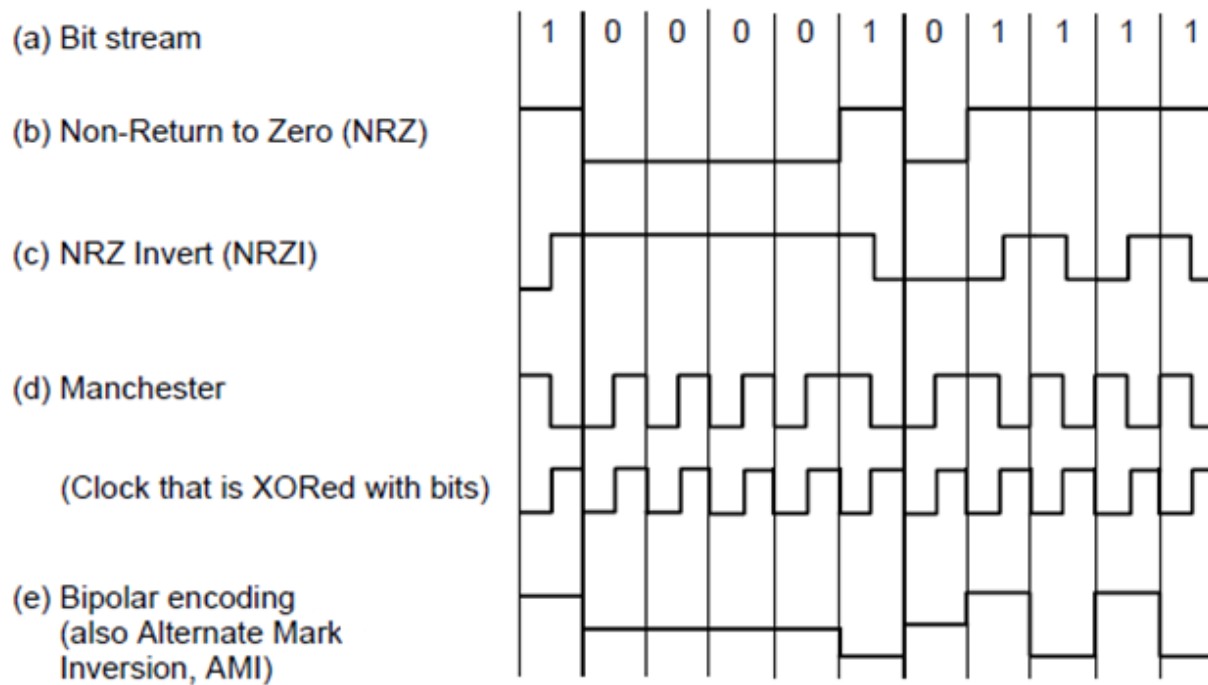 (a) Bit stream 1 0 0 0 0 1 0 1 1 1 1
(b) Non-Return to Zero (NRZ)
(c) NRZ Invert (NRZI)
(d) Manchester
(Clock that is XORed with bits)
(e) Bipolar encoding
(also Alternate Mark
Inversion, AMI)